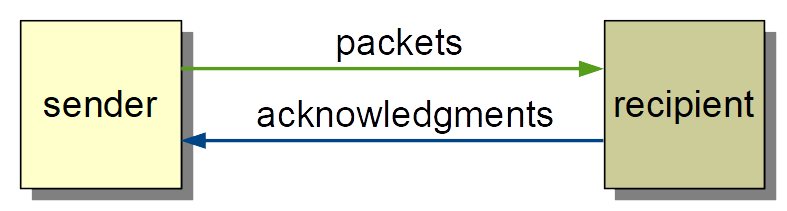 packets
sender
recipient
acknowledgments